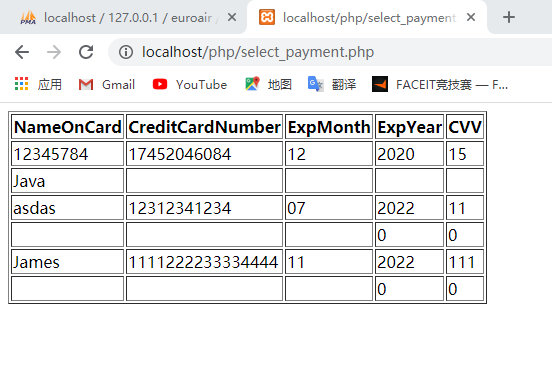 PMA localhost / 127.0.0.1 / euroair localhost/php/select_payment
localhost/php/select_payment.php
应用 Gmail YouTube 地图 翻译 FACEIT竞技赛 — F...
NameOnCard CreditCardNumber ExpMonth ExpYear CVV
12345784 17452046084 12 2020 15
Java
asdas 12312341234 07 2022 11
0 0
James 1111222233334444 11 2022 111
0 0